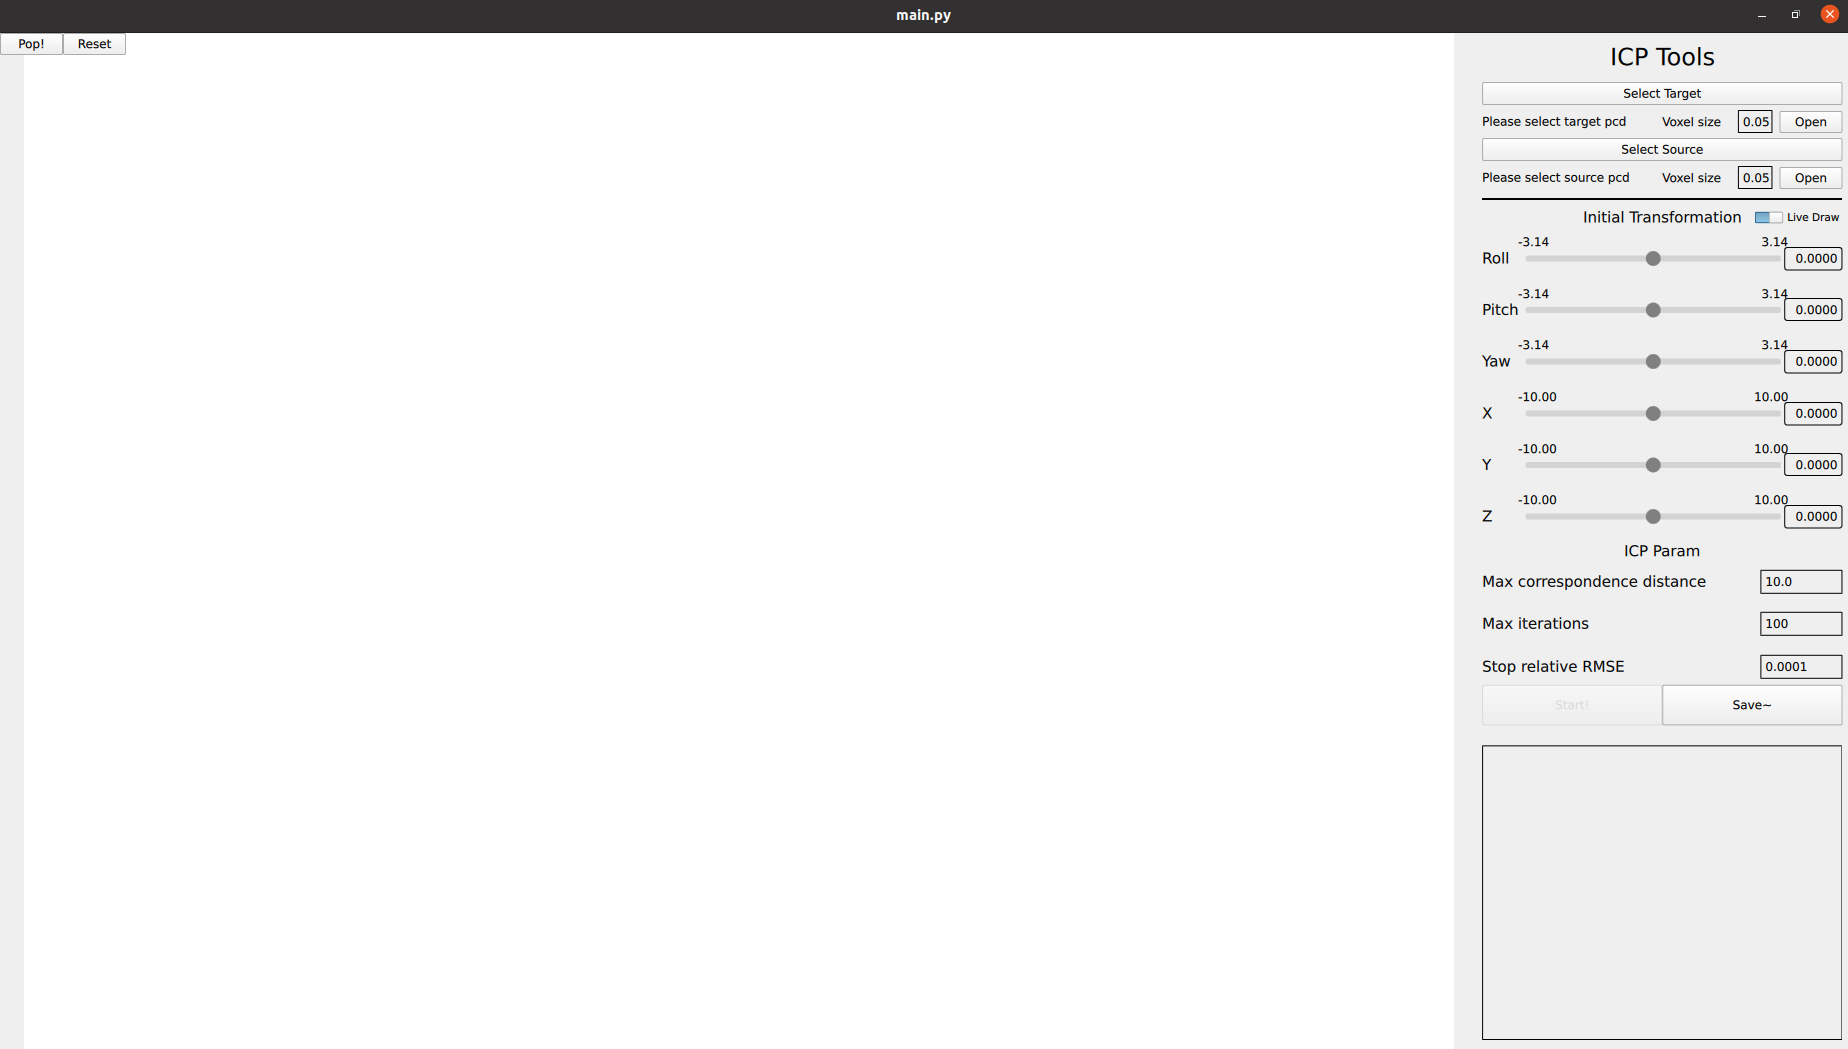 main.py
Pop! Reset
ICP Tools
Select Target
Please select target pcd Voxel size 0.05 Open
Select Source
Please select source pcd Voxel size 0.05 Open
Initial Transformation Live Draw
-3.14 3.14
Roll 0.0000
-3.14 3.14
Pitch 0.0000
-3.14 3.14
Yaw 0.0000
-10.00 10.00
X 0.0000
-10.00 10.00
Y 0.0000
-10.00 10.00
Z 0.0000
ICP Param
Max correspondence distance 10.0
Max iterations 100
Stop relative RMSE 0.0001
Start! Save~